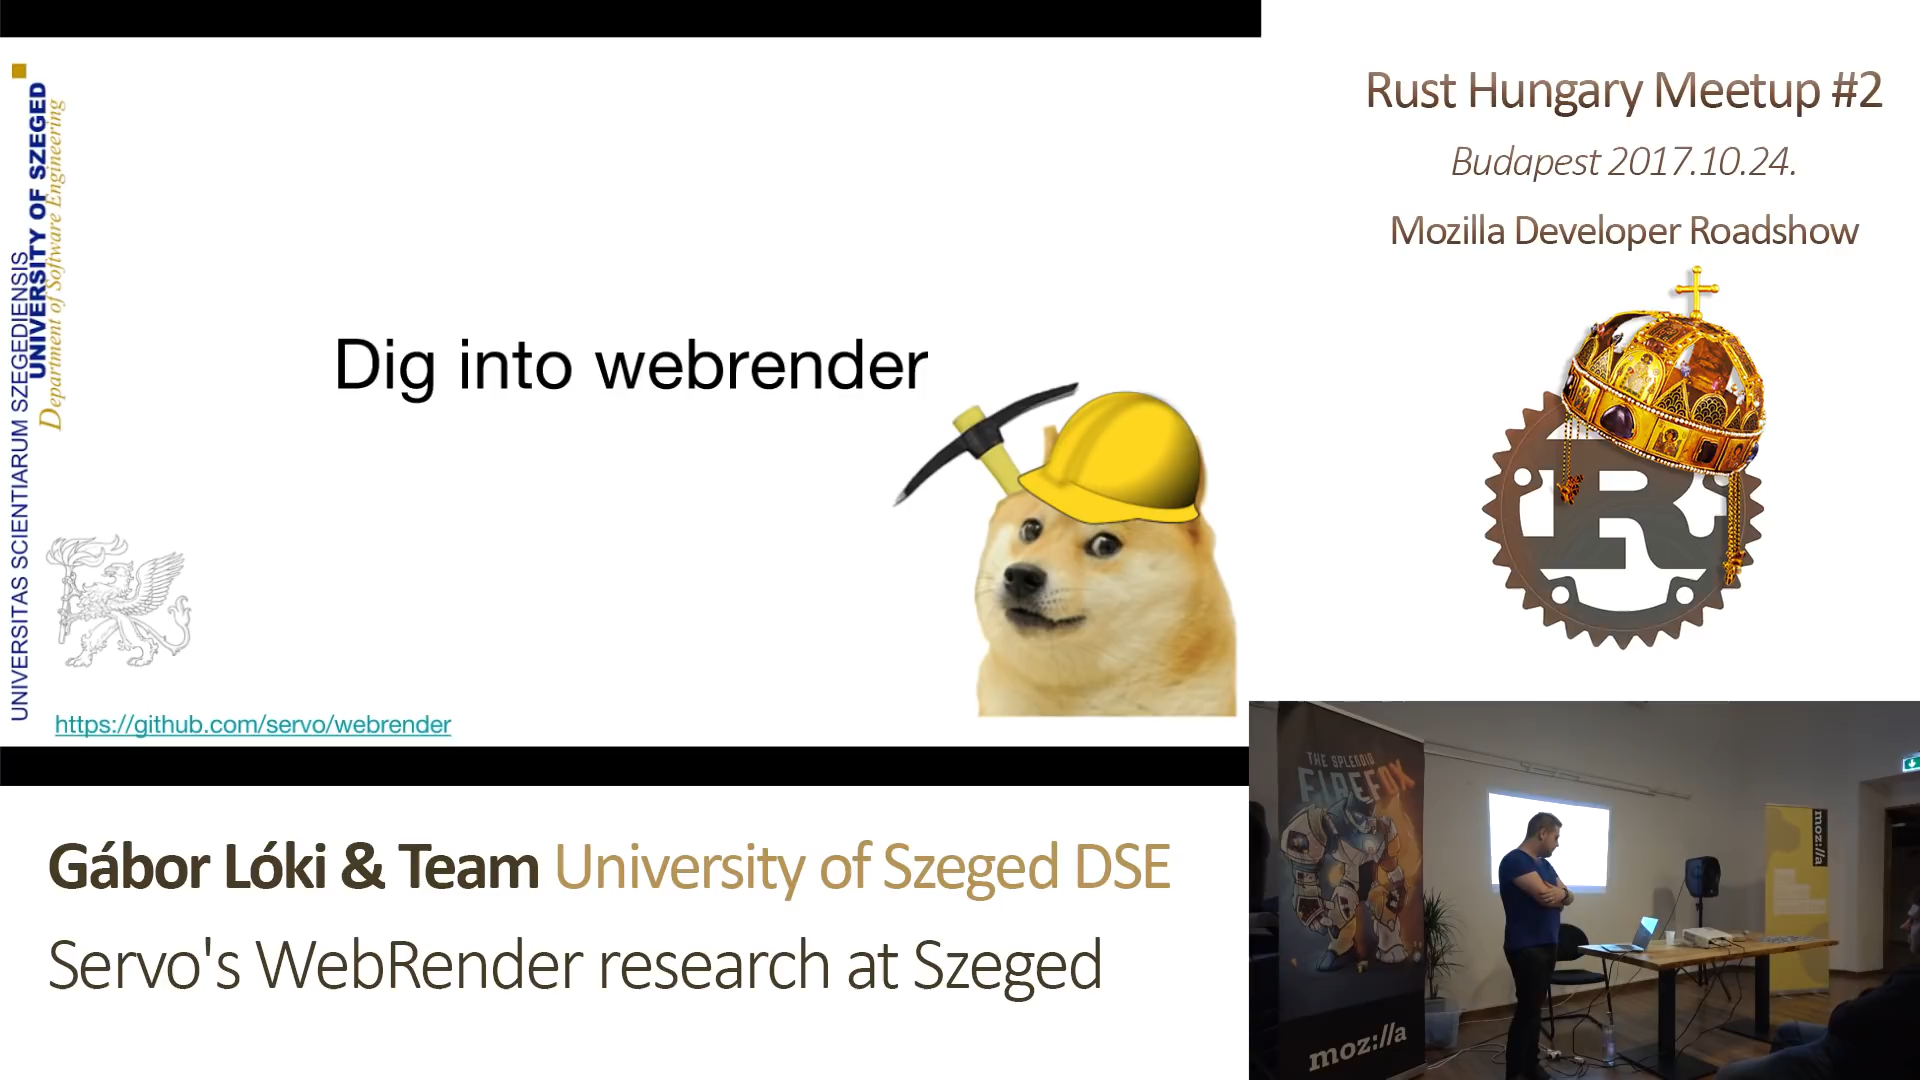 UNIVERSITAS SCIENTIARUM SZEGEDIENSIS
UNIVERSITY OF SZEGED
Department of Software Engineering
Dig into webrender
https://github.com/servo/webrender
Rust Hungary Meetup #2
Budapest 2017.10.24.
Mozilla Developer Roadshow
R
Gábor Lóki & Team University of Szeged DSE
Servo's WebRender research at Szeged
THE SPLENDID
FIREFOX
moz://a
moz://a